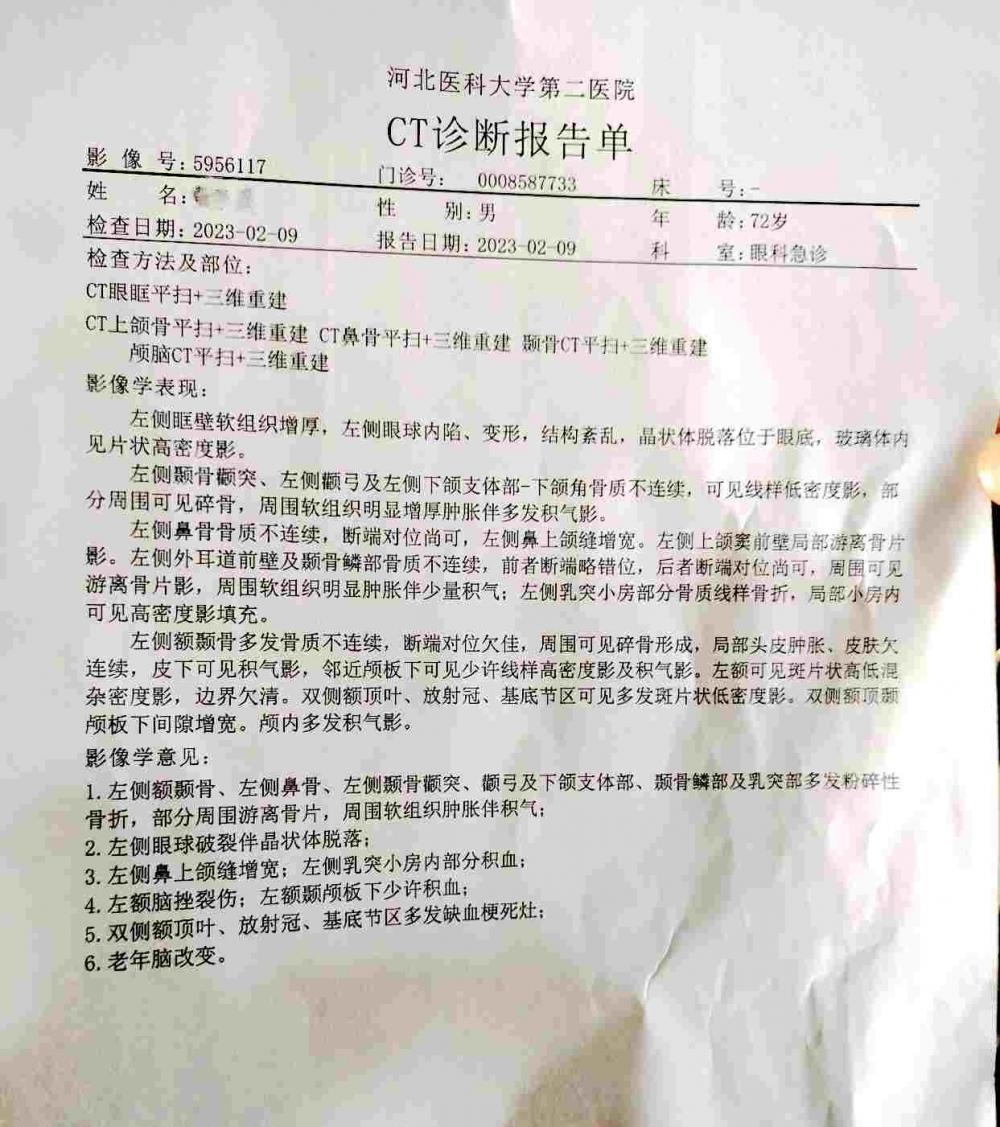 河北医科大学第二医院
CT诊断报告单
影 像 号: 5956117 门诊号: 0008587733 床 号: -
姓 名: 性 别: 男 年 龄: 72岁
检查日期: 2023-02-09 报告日期: 2023-02-09 科 室: 眼科急诊
检查方法及部位:
CT眼眶平扫+三维重建
CT上颌骨平扫+三维重建 CT鼻骨平扫+三维重建 颞骨CT平扫+三维重建
颅脑CT平扫+三维重建
影像学表现:
左侧眶壁软组织增厚，左侧眼球内陷、变形，结构紊乱，晶状体脱落位于眼底，玻璃体内
见片状高密度影。
左侧颞骨颧突、左侧颧弓及左侧下颌支体部-下颌角骨质不连续，可见线样低密度影，部
分周围可见碎骨，周围软组织明显增厚肿胀伴多发积气影。
左侧鼻骨骨质不连续，断端对位尚可，左侧鼻上颌缝增宽。左侧上颌窦前壁局部游离骨片
影。左侧外耳道前壁及颞骨鳞部骨质不连续，前者断端略错位，后者断端对位尚可，周围可见
游离骨片影，周围软组织明显肿胀伴少量积气；左侧乳突小房部分骨质线样骨折，局部小房内
可见高密度影填充。
左侧额颞骨多发骨质不连续，断端对位欠佳，周围可见碎骨形成，局部头皮肿胀、皮肤欠
连续，皮下可见积气影，邻近颅板下可见少许线样高密度影及积气影。左额可见斑片状高低混
杂密度影，边界欠清。双侧额顶叶、放射冠、基底节区可见多发斑片状低密度影。双侧额顶颞
颅板下间隙增宽。颅内多发积气影。
影像学意见:
1. 左侧额颞骨、左侧鼻骨、左侧颞骨颧突、颧弓及下颌支体部、颞骨鳞部及乳突部多发粉碎性
骨折，部分周围游离骨片，周围软组织肿胀伴积气；
2. 左侧眼球破裂伴晶状体脱落；
3. 左侧鼻上颌缝增宽；左侧乳突小房内部分积血；
4. 左额脑挫裂伤；左额颞颅板下少许积血；
5. 双侧额顶叶、放射冠、基底节区多发缺血梗死灶；
6. 老年脑改变。